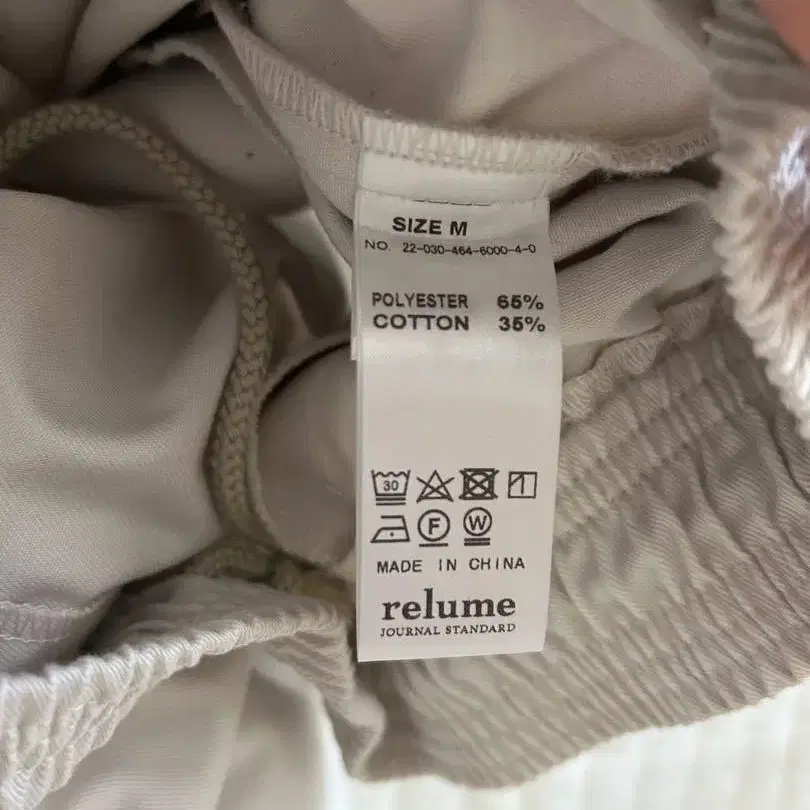 SIZE M
NO. 22-030-464-6000-4-0
POLYESTER 65%
COTTON 35%
30
F W
MADE IN CHINA
relume
JOURNAL STANDARD